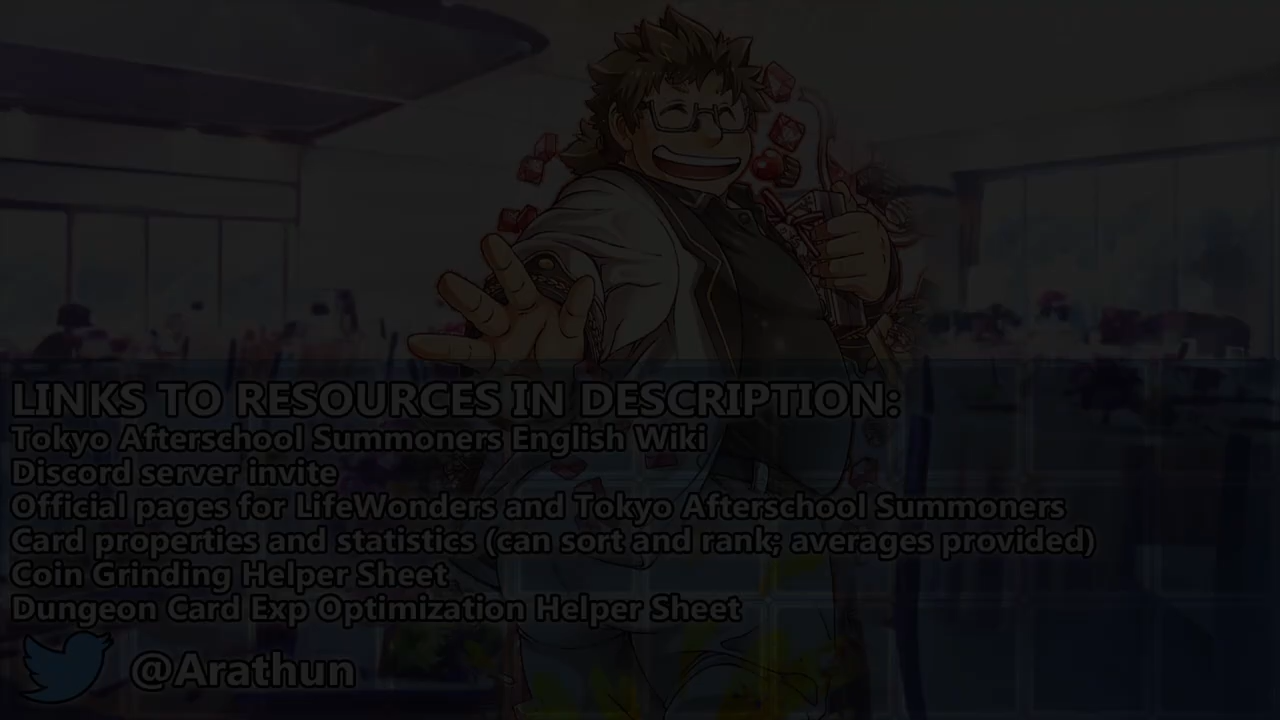 LINKS TO RESOURCES IN DESCRIPTION:
Tokyo Afterschool Summoners English Wiki
Discord server invite
Official pages for LifeWonders and Tokyo Afterschool Summoners
Card properties and statistics (can sort and rank; averages provided)
Coin Grinding Helper Sheet
Dungeon Card Exp Optimization Helper Sheet
@Arathun